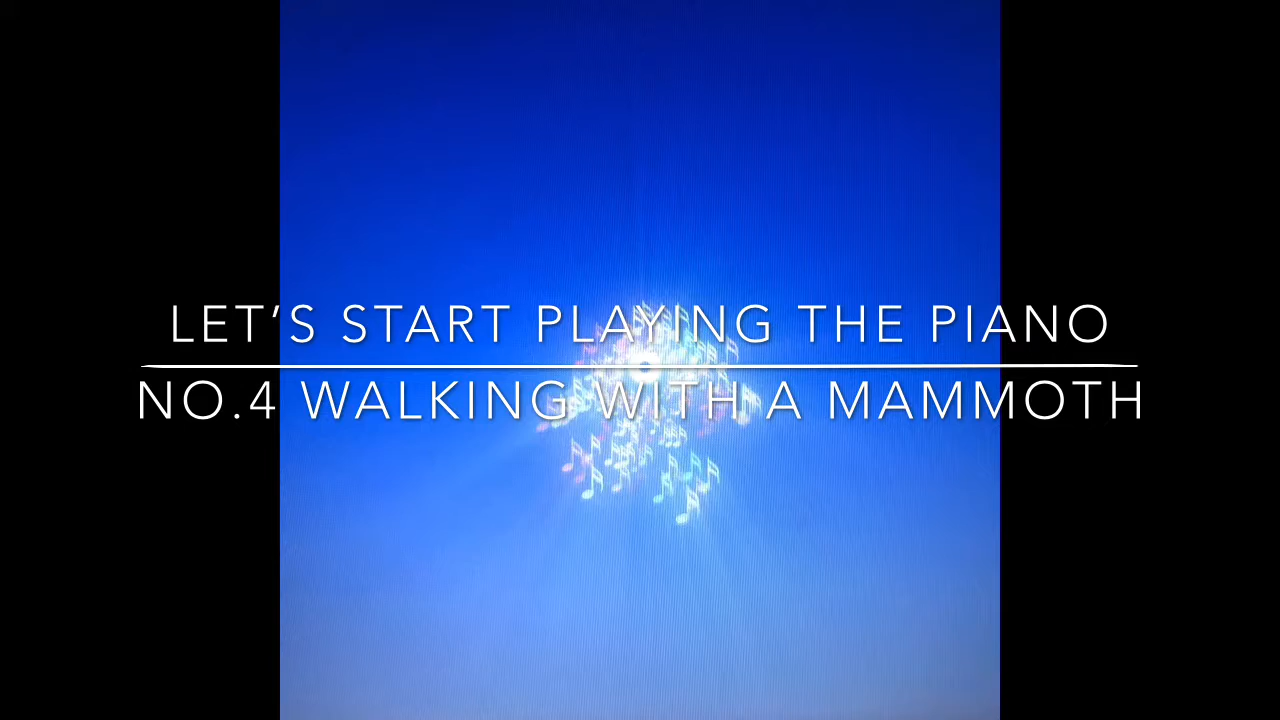 LET’S START PLAYING THE PIANO
NO.4 WALKING WITH A MAMMOTH